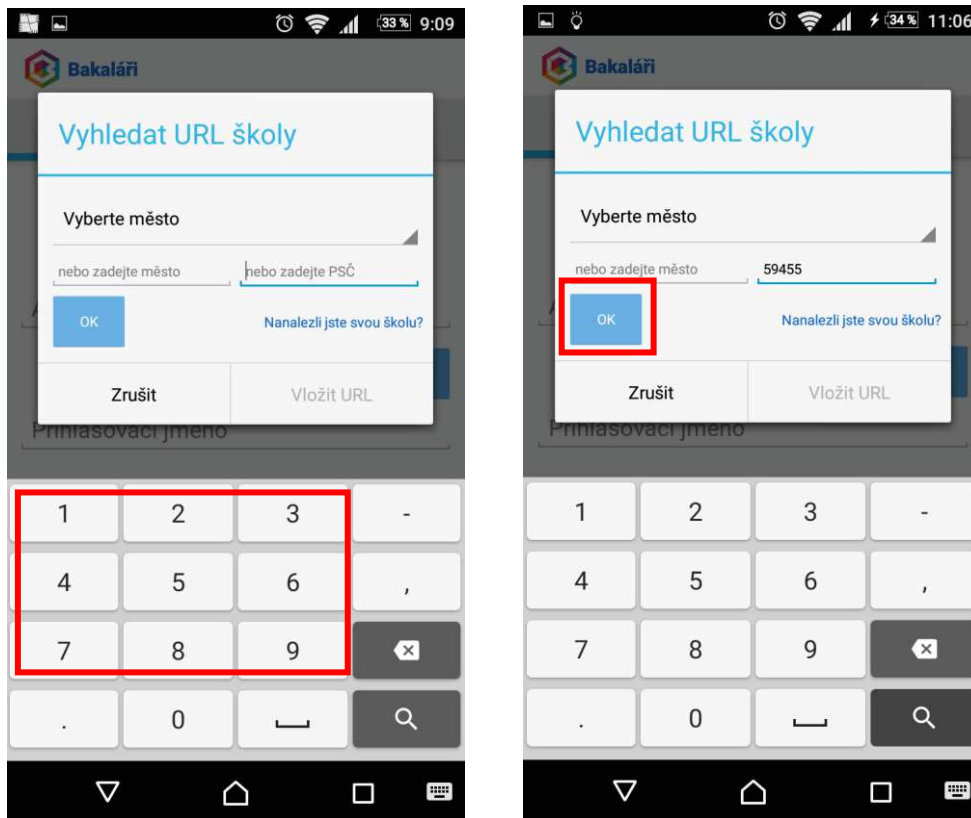 33 % 9:09
Bakaláři
Vyhledat URL školy
Vyberte město
nebo zadejte město nebo zadejte PSČ
OK Nanalezli jste svou školu?
Zrušit Vložit URL
Přihlašovací jméno
1 2 3 -
4 5 6 ,
7 8 9
. 0
34 % 11:06
Bakaláři
Vyhledat URL školy
Vyberte město
nebo zadejte město 59455
OK Nanalezli jste svou školu?
Zrušit Vložit URL
Přihlašovací jméno
1 2 3 -
4 5 6 ,
7 8 9
. 0